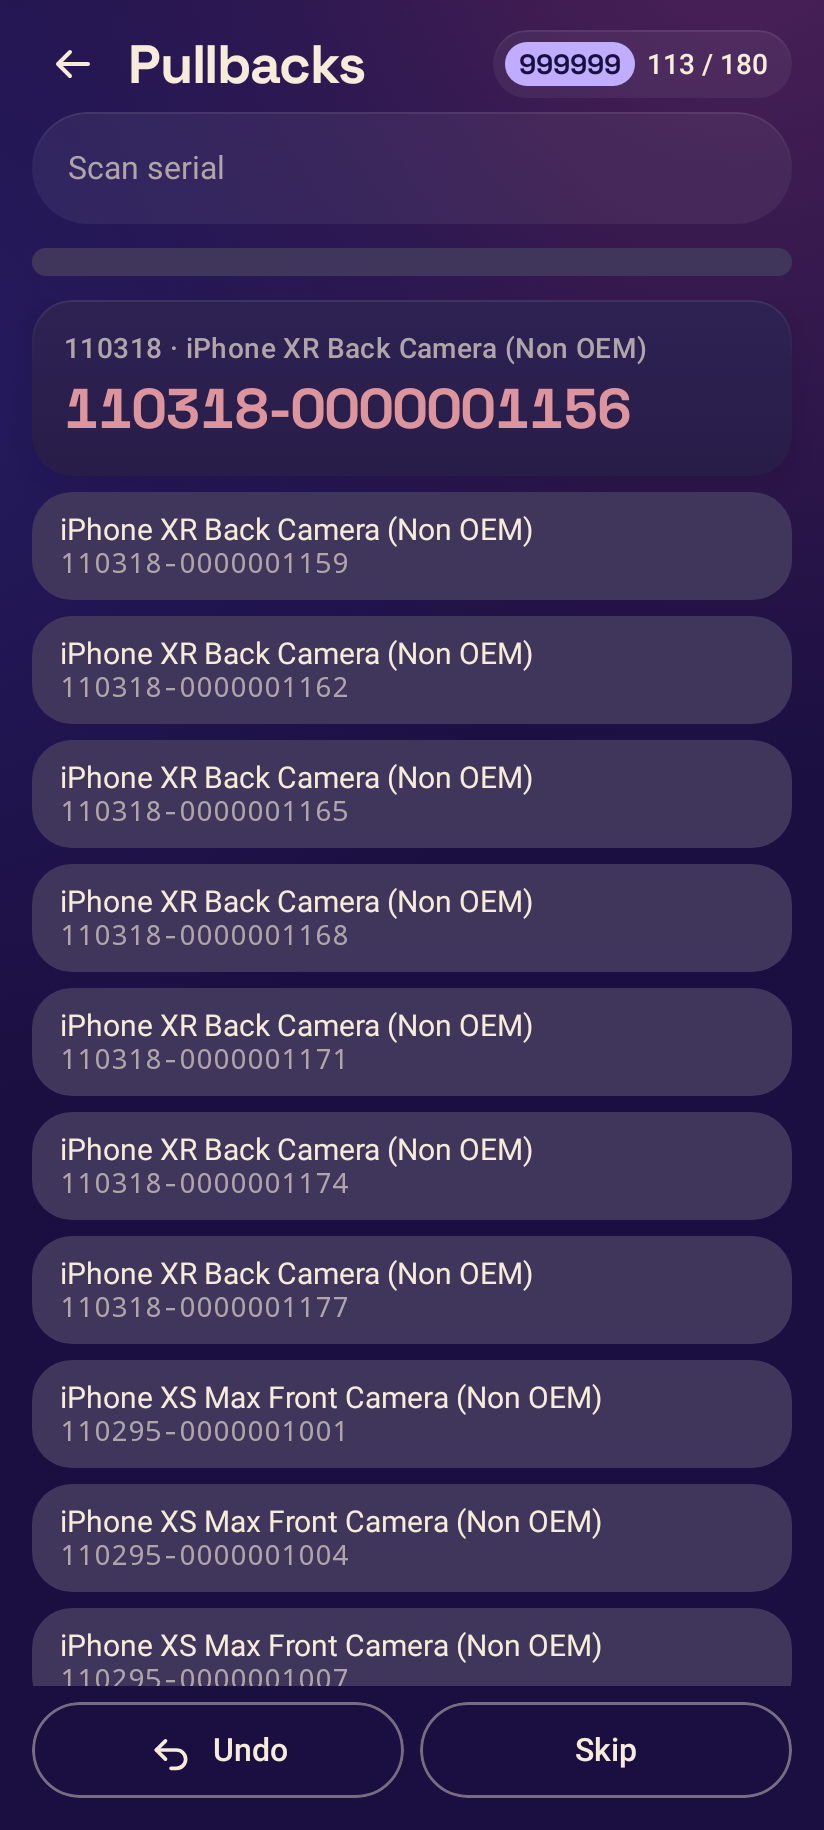 Pullbacks
999999 113 / 180
Scan serial
110318 · iPhone XR Back Camera (Non OEM)
110318-0000001156
iPhone XR Back Camera (Non OEM)
110318-0000001159
iPhone XR Back Camera (Non OEM)
110318-0000001162
iPhone XR Back Camera (Non OEM)
110318-0000001165
iPhone XR Back Camera (Non OEM)
110318-0000001168
iPhone XR Back Camera (Non OEM)
110318-0000001171
iPhone XR Back Camera (Non OEM)
110318-0000001174
iPhone XR Back Camera (Non OEM)
110318-0000001177
iPhone XS Max Front Camera (Non OEM)
110295-0000001001
iPhone XS Max Front Camera (Non OEM)
110295-0000001004
iPhone XS Max Front Camera (Non OEM)
110295-0000001007
Undo
Skip